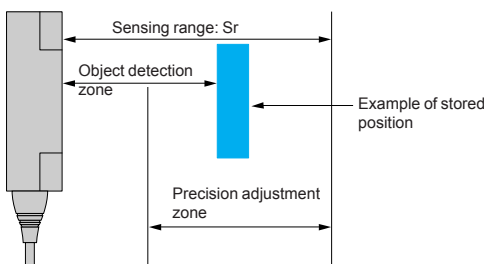 Sensing range: Sr
Object detection
zone
Example of stored
position
Precision adjustment
zone